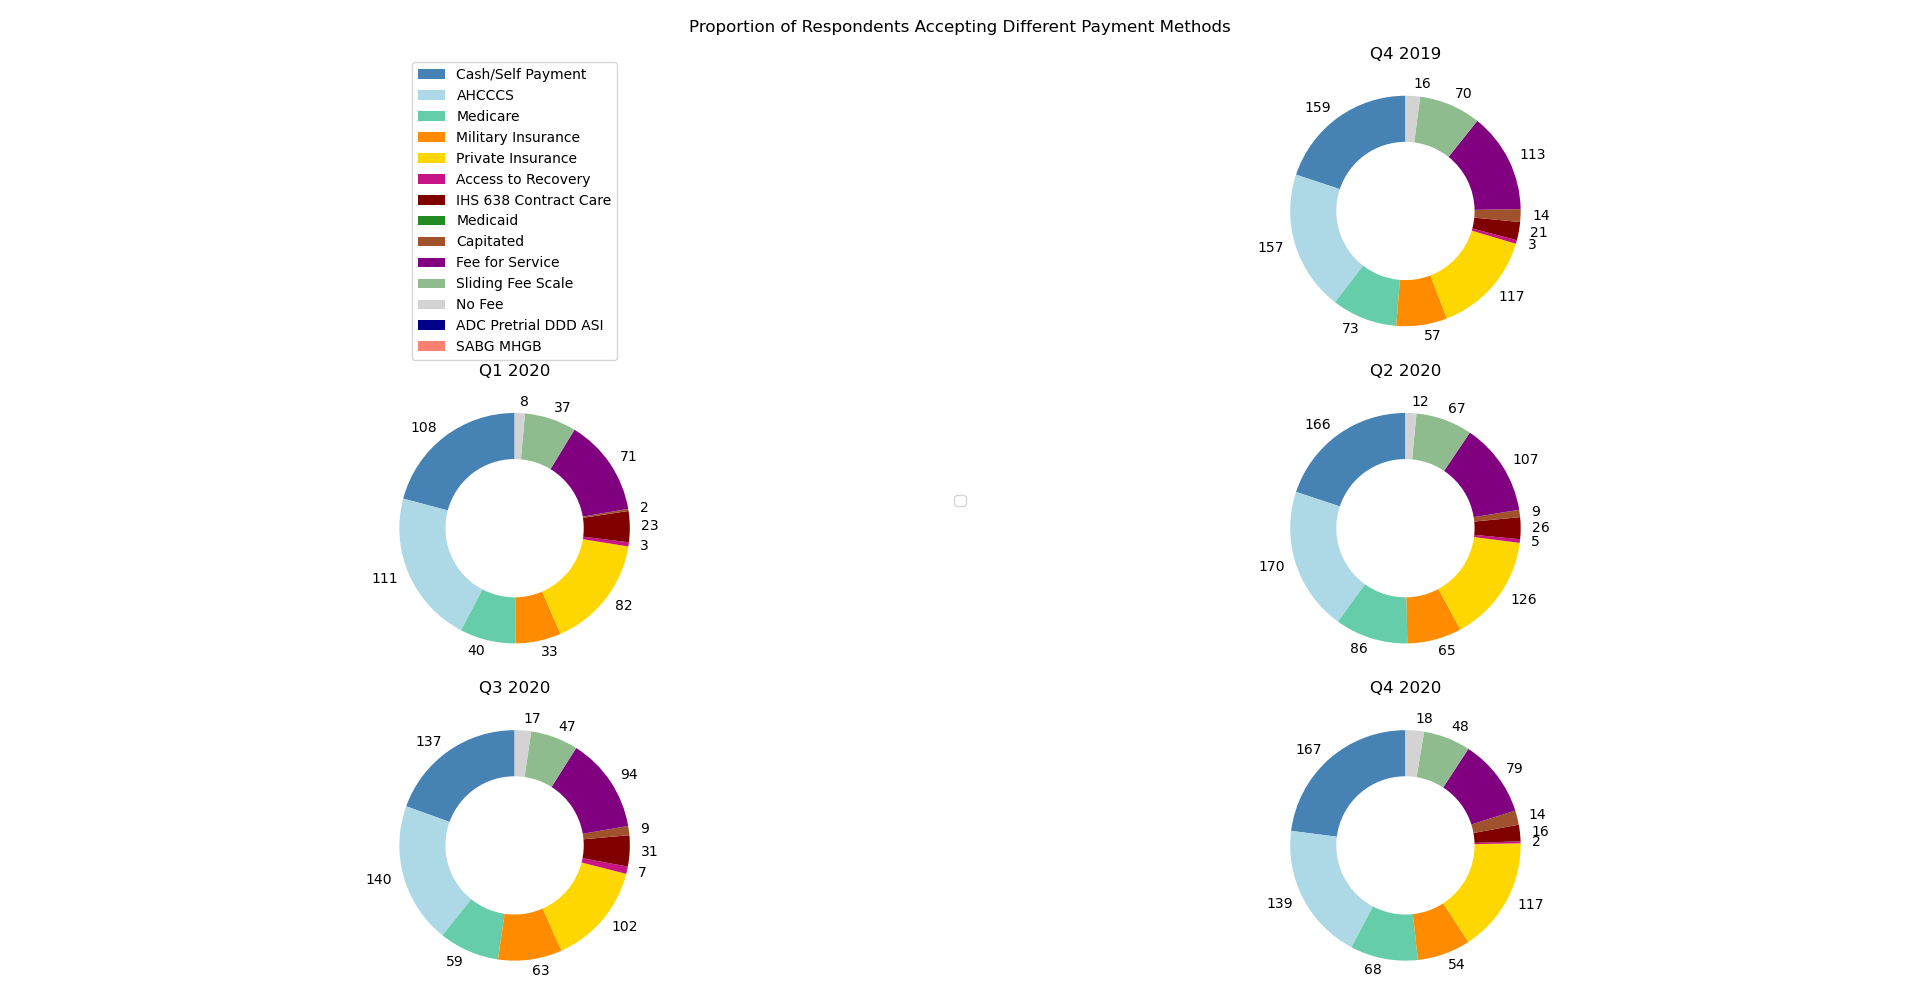 Proportion of Respondents Accepting Different Payment Methods
Cash/Self Payment
AHCCCS
Medicare
Military Insurance
Private Insurance
Access to Recovery
IHS 638 Contract Care
Medicaid
Capitated
Fee for Service
Sliding Fee Scale
No Fee
ADC Pretrial DDD ASI
SABG MHGB
Q4 2019
159
157
73
57
117
3
21
14
113
70
16
Q1 2020
108
111
40
33
82
3
23
2
71
37
8
Q2 2020
166
170
86
65
126
5
26
9
107
67
12
Q3 2020
137
140
59
63
102
7
31
9
94
47
17
Q4 2020
167
139
68
54
117
2
16
14
79
48
18